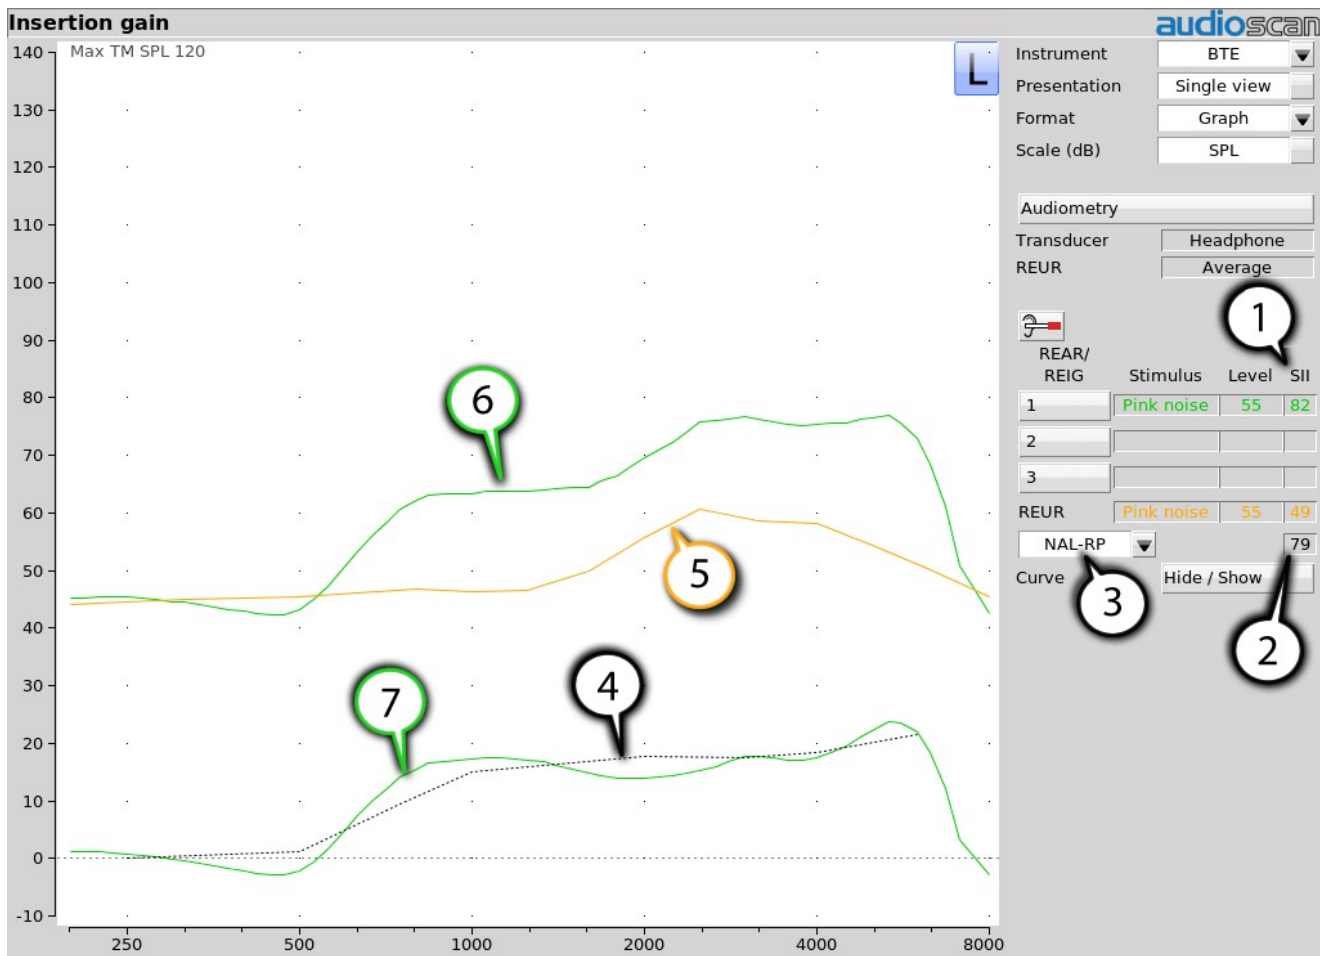 Insertion gain
audioscan
Max TM SPL 120
L
140
130
120
110
100
90
80
70
60
50
40
30
20
10
0
-10
250 500 1000 2000 4000 8000
6
5
4
7
Instrument BTE
Presentation Single view
Format Graph
Scale (dB) SPL
Audiometry
Transducer Headphone
REUR Average
1
REAR/
REIG Stimulus Level SII
1 Pink noise 55 82
2
3
REUR Pink noise 55 49
NAL-RP 79
Curve Hide / Show
3
2